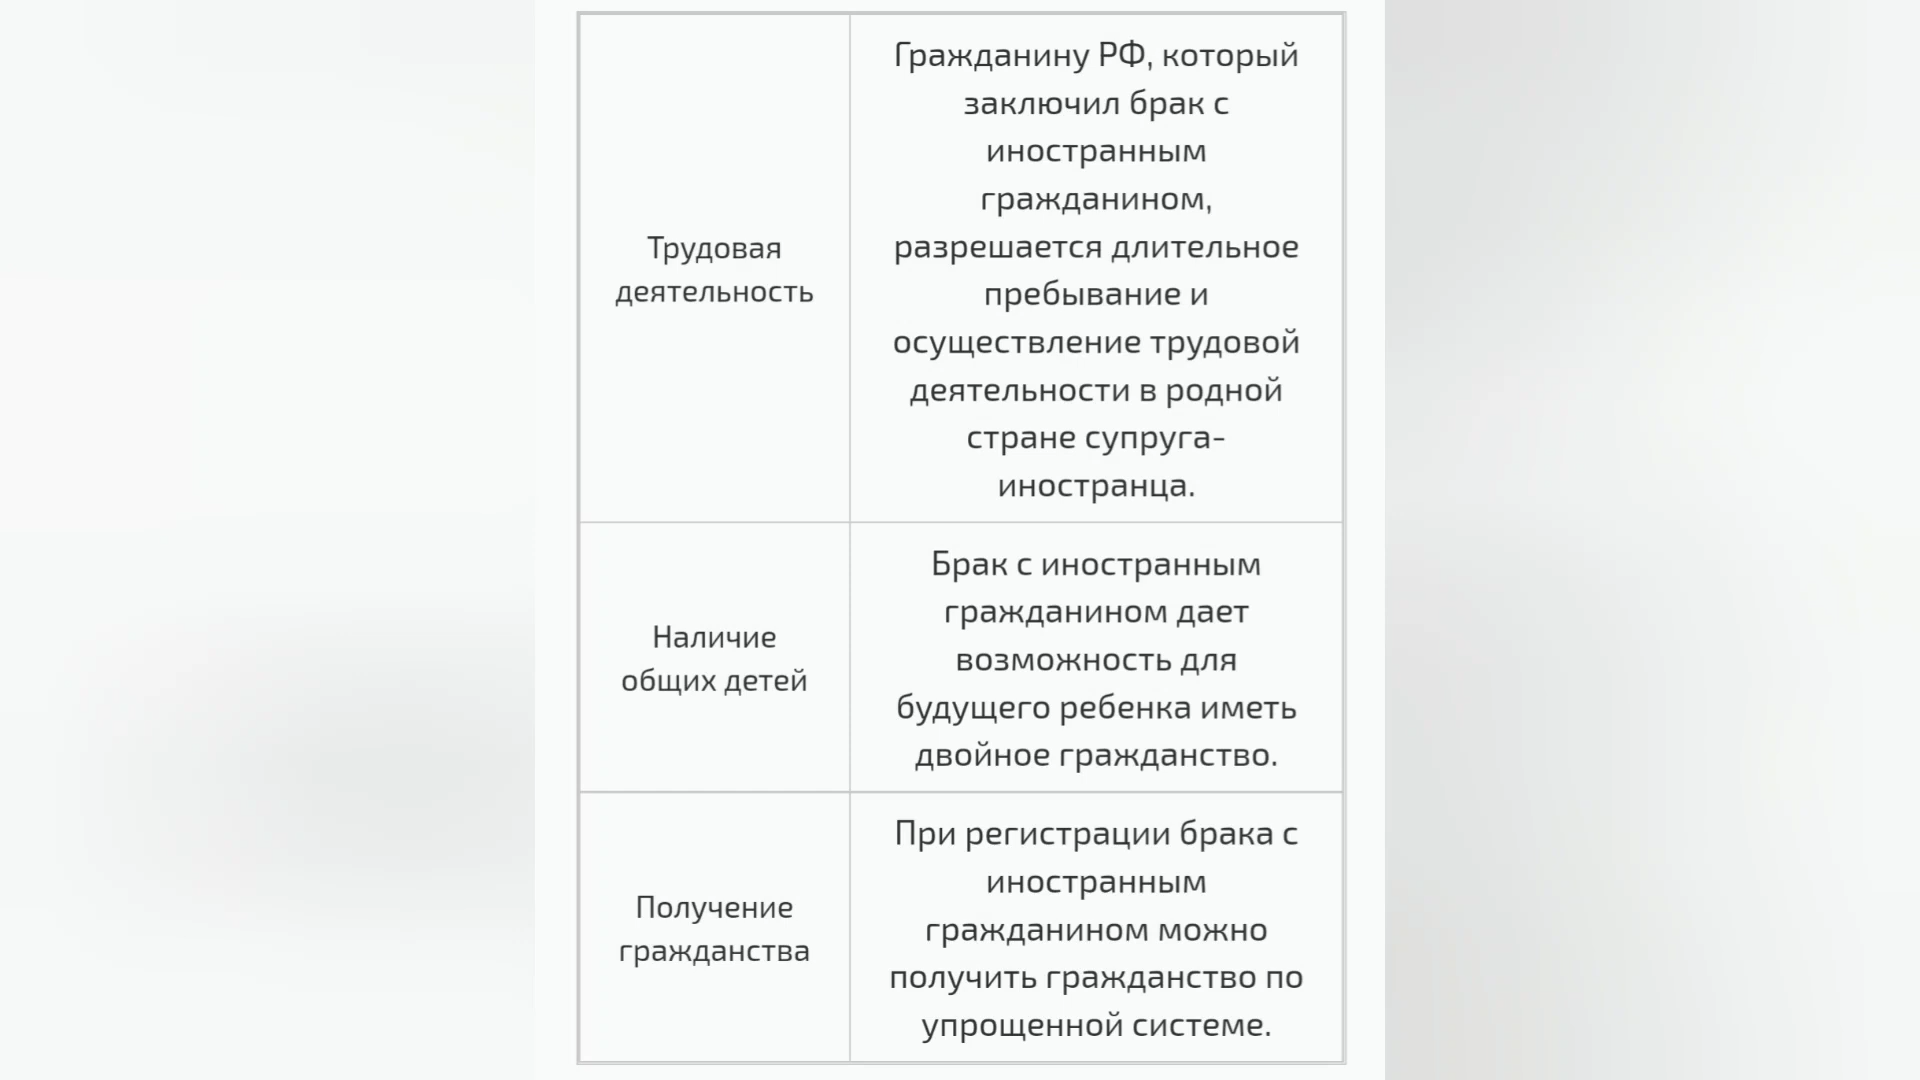 Трудовая
деятельность
Гражданину РФ, который
заключил брак с
иностранным
гражданином,
разрешается длительное
пребывание и
осуществление трудовой
деятельности в родной
стране супруга-
иностранца.
Наличие
общих детей
Брак с иностранным
гражданином дает
возможность для
будущего ребенка иметь
двойное гражданство.
Получение
гражданства
При регистрации брака с
иностранным
гражданином можно
получить гражданство по
упрощенной системе.